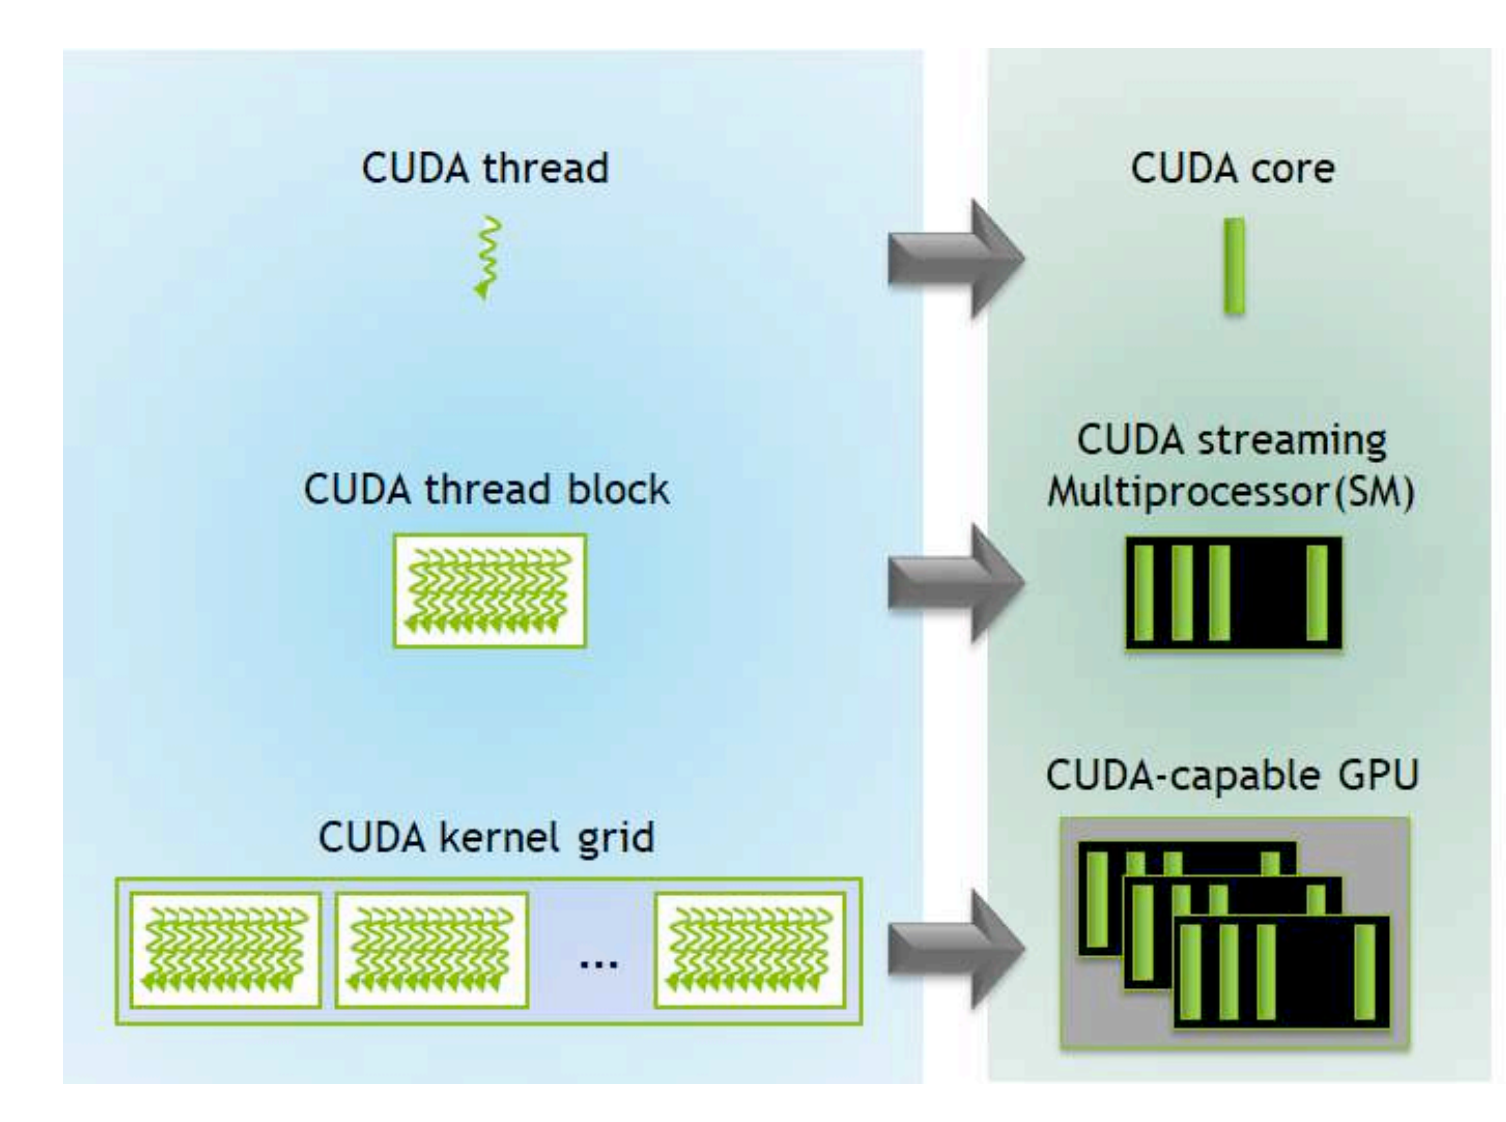 CUDA thread
CUDA core
CUDA thread block
CUDA streaming
Multiprocessor(SM)
CUDA kernel grid
...
CUDA-capable GPU